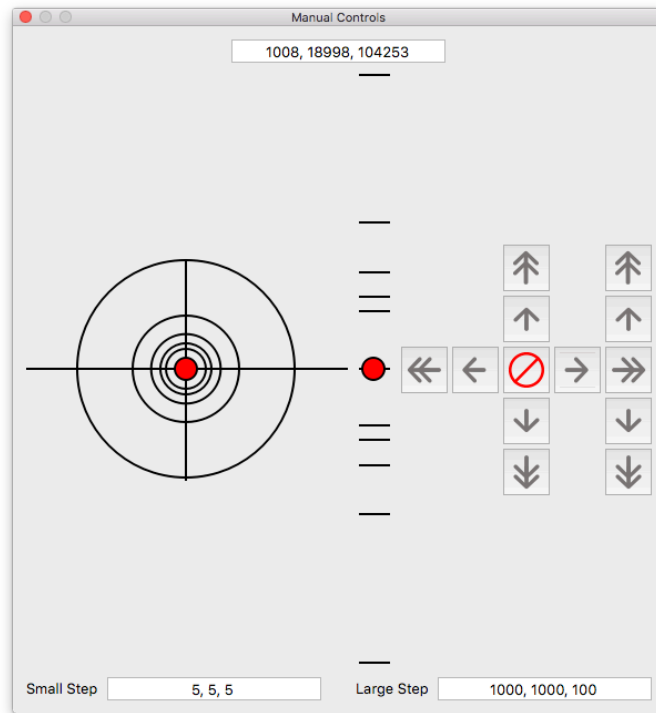 Manual Controls
1008, 18998, 104253
Small Step 5, 5, 5 Large Step 1000, 1000, 100